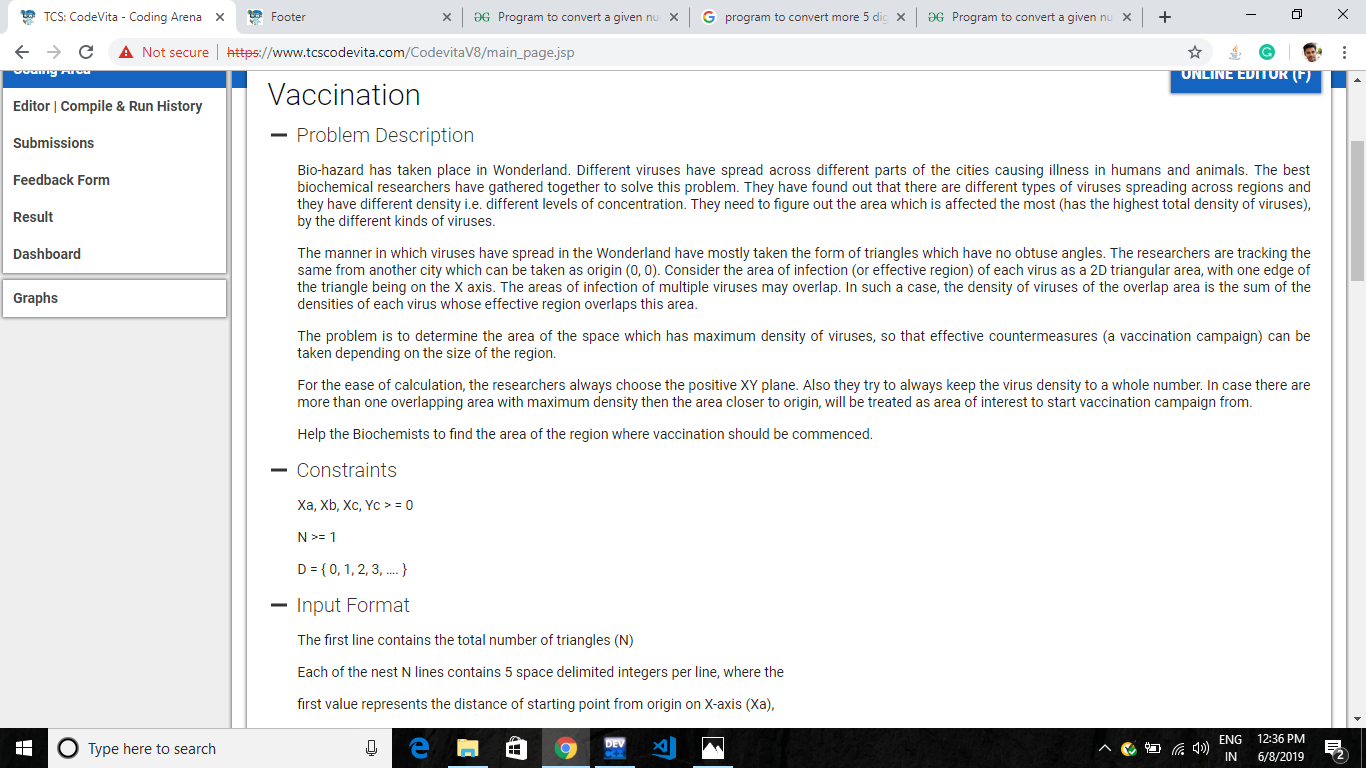 TCS: CodeVita - Coding Arena
Footer
Program to convert a given nu
program to convert more 5 dig
Program to convert a given nu
Not secure | https://www.tcscodevita.com/CodevitaV8/main_page.jsp
Coding Area
Editor | Compile & Run History
Submissions
Feedback Form
Result
Dashboard
Graphs
ONLINE EDITOR (F)
Vaccination
Problem Description
Bio-hazard has taken place in Wonderland. Different viruses have spread across different parts of the cities causing illness in humans and animals. The best
biochemical researchers have gathered together to solve this problem. They have found out that there are different types of viruses spreading across regions and
they have different density i.e. different levels of concentration. They need to figure out the area which is affected the most (has the highest total density of viruses),
by the different kinds of viruses.
The manner in which viruses have spread in the Wonderland have mostly taken the form of triangles which have no obtuse angles. The researchers are tracking the
same from another city which can be taken as origin (0, 0). Consider the area of infection (or effective region) of each virus as a 2D triangular area, with one edge of
the triangle being on the X axis. The areas of infection of multiple viruses may overlap. In such a case, the density of viruses of the overlap area is the sum of the
densities of each virus whose effective region overlaps this area.
The problem is to determine the area of the space which has maximum density of viruses, so that effective countermeasures (a vaccination campaign) can be
taken depending on the size of the region.
For the ease of calculation, the researchers always choose the positive XY plane. Also they try to always keep the virus density to a whole number. In case there are
more than one overlapping area with maximum density then the area closer to origin, will be treated as area of interest to start vaccination campaign from.
Help the Biochemists to find the area of the region where vaccination should be commenced.
Constraints
Xa, Xb, Xc, Yc > = 0
N >= 1
D = { 0, 1, 2, 3, .... }
Input Format
The first line contains the total number of triangles (N)
Each of the nest N lines contains 5 space delimited integers per line, where the
first value represents the distance of starting point from origin on X-axis (Xa),
Type here to search
DEV
ENG
IN
12:36 PM
6/8/2019
2